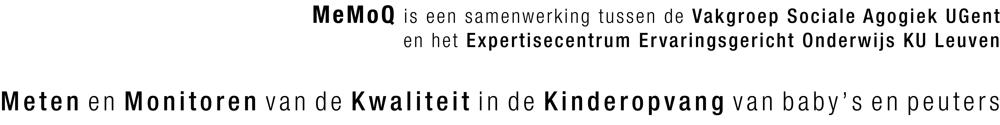 MeMoQ is een samenwerking tussen de Vakgroep Sociale Agogiek UGent
en het Expertisecentrum Ervaringsgericht Onderwijs KU Leuven
Meten en Monitoren van de Kwaliteit in de Kinderopvang van baby’s en peuters